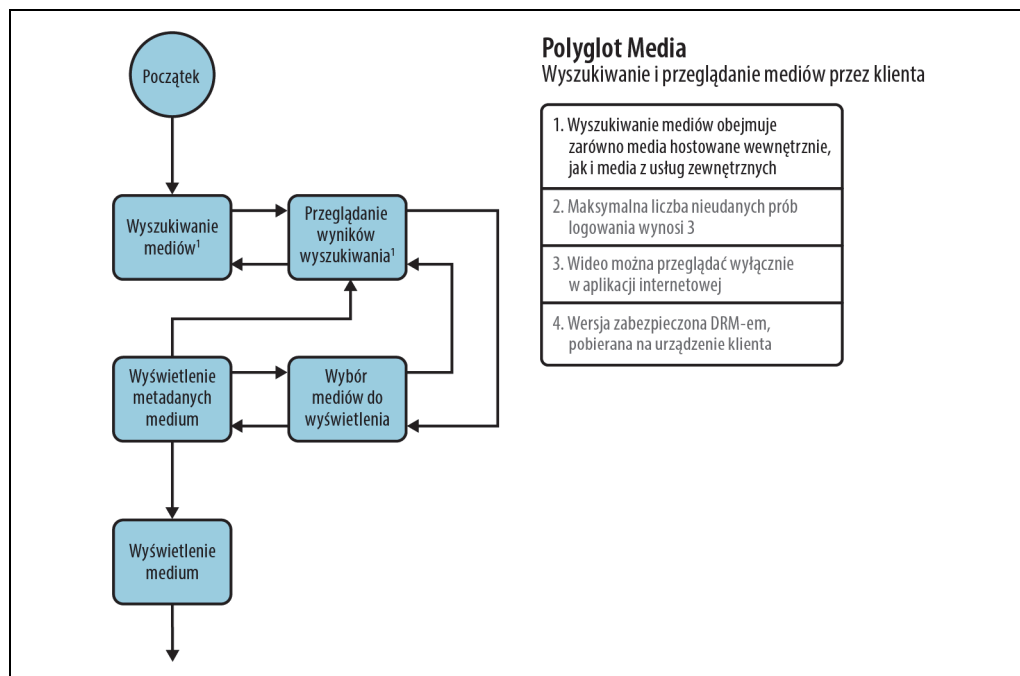 Początek
Wyszukiwanie
mediów¹
Przeglądanie
wyników
wyszukiwania¹
Wyświetlenie
metadanych
medium
Wybór
mediów do
wyświetlenia
Wyświetlenie
medium
Polyglot Media
Wyszukiwanie i przeglądanie mediów przez klienta
1. Wyszukiwanie mediów obejmuje
zarówno media hostowane wewnętrznie,
jak i media z usług zewnętrznych
2. Maksymalna liczba nieudanych prób
logowania wynosi 3
3. Wideo można przeglądać wyłącznie
w aplikacji internetowej
4. Wersja zabezpieczona DRM-em,
pobierana na urządzenie klienta